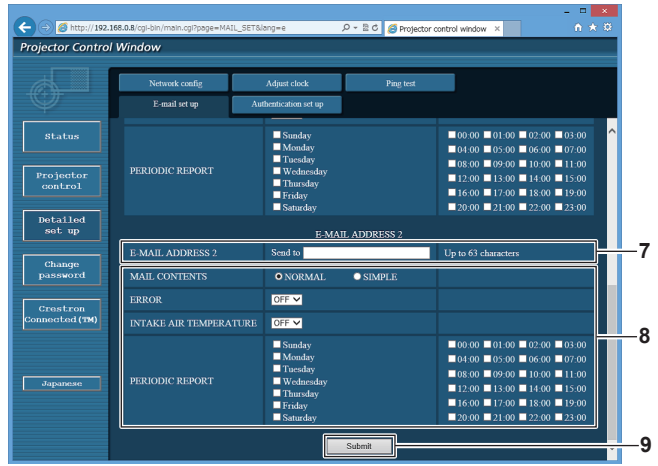 http://192.168.0.8/cgi-bin/main.cgi?page=MAIL_SET&lang=e
Projector control window
Projector Control Window
Network config Adjust clock Ping test
E-mail set up Authentication set up
Status
Projector control
Detailed set up
Change password
Crestron Connected(TM)
Japanese
PERIODIC REPORT
Sunday
Monday
Tuesday
Wednesday
Thursday
Friday
Saturday
00:00 01:00 02:00 03:00
04:00 05:00 06:00 07:00
08:00 09:00 10:00 11:00
12:00 13:00 14:00 15:00
16:00 17:00 18:00 19:00
20:00 21:00 22:00 23:00
E-MAIL ADDRESS 2
E-MAIL ADDRESS 2 Send to Up to 63 characters
7
MAIL CONTENTS NORMAL SIMPLE
ERROR OFF
INTAKE AIR TEMPERATURE OFF
8
PERIODIC REPORT
Sunday
Monday
Tuesday
Wednesday
Thursday
Friday
Saturday
00:00 01:00 02:00 03:00
04:00 05:00 06:00 07:00
08:00 09:00 10:00 11:00
12:00 13:00 14:00 15:00
16:00 17:00 18:00 19:00
20:00 21:00 22:00 23:00
Submit
9